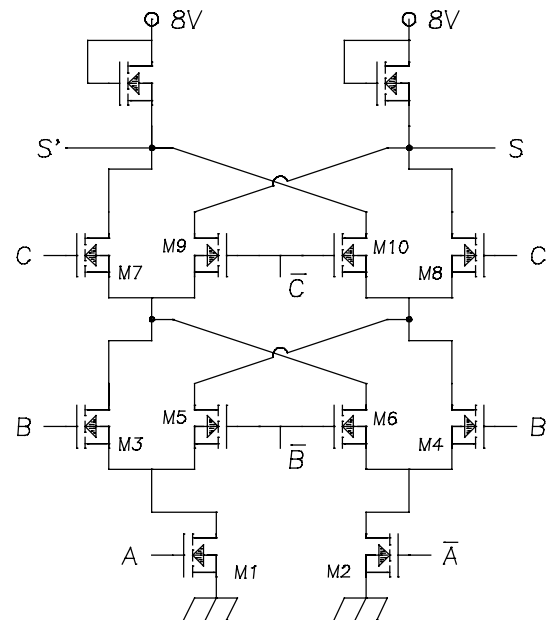 8V 8V
S' S
C M7 M9 M10 M8 C
C̅
B M3 M5 M6 M4 B
B̅
A M1 M2 A̅